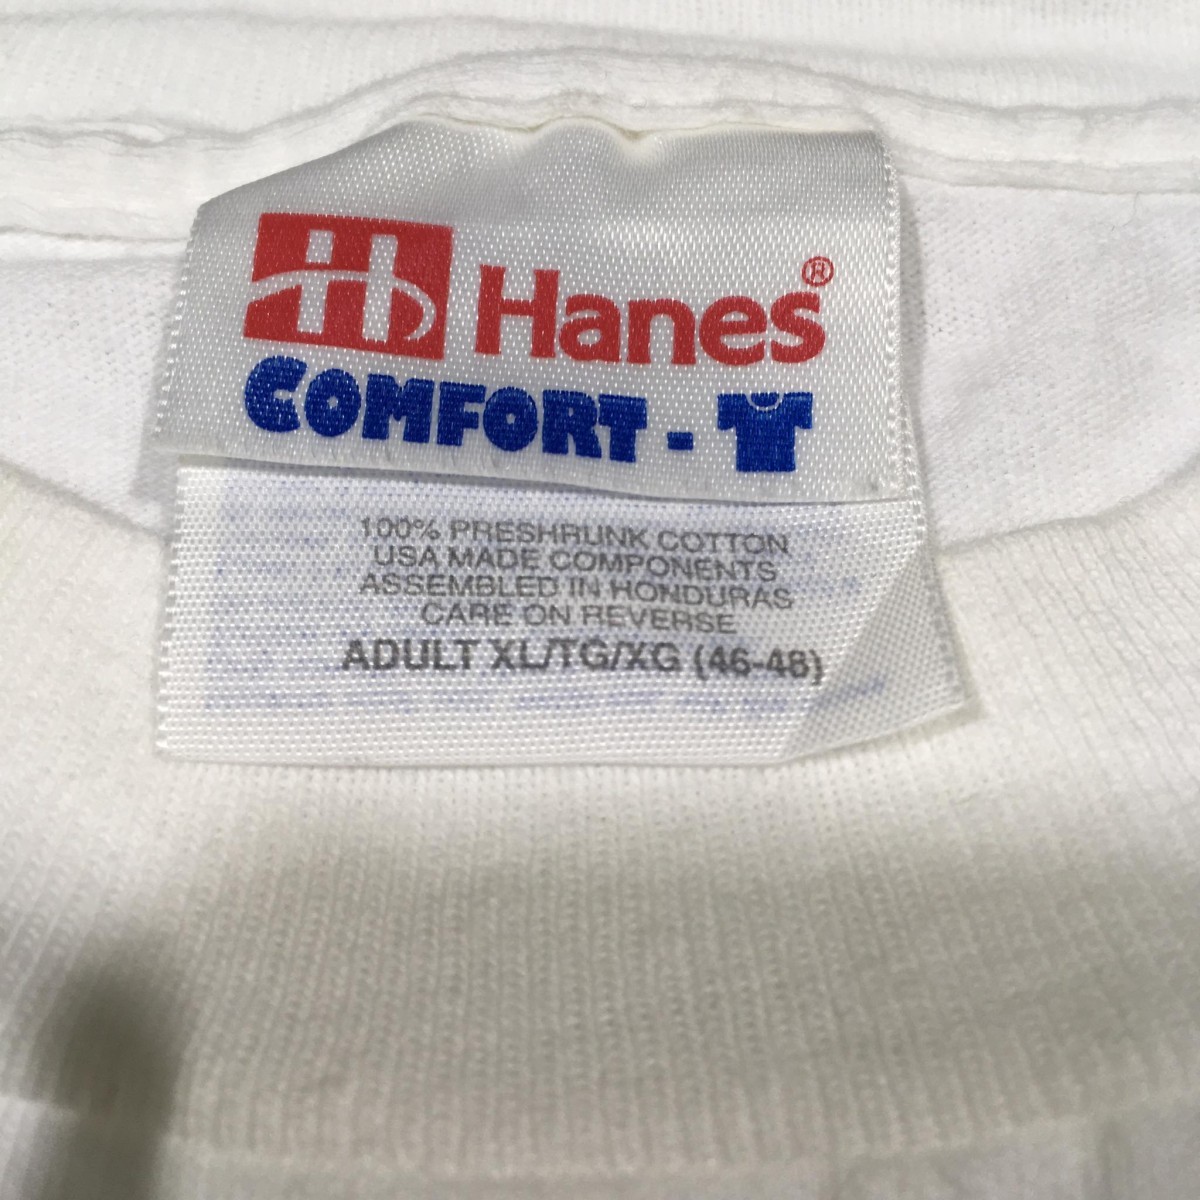 H Hanes®
COMFORT-
100% PRESHRUNK COTTON
USA MADE COMPONENTS
ASSEMBLED IN HONDURAS
CARE ON REVERSE
ADULT XL/TG/XG (46-48)